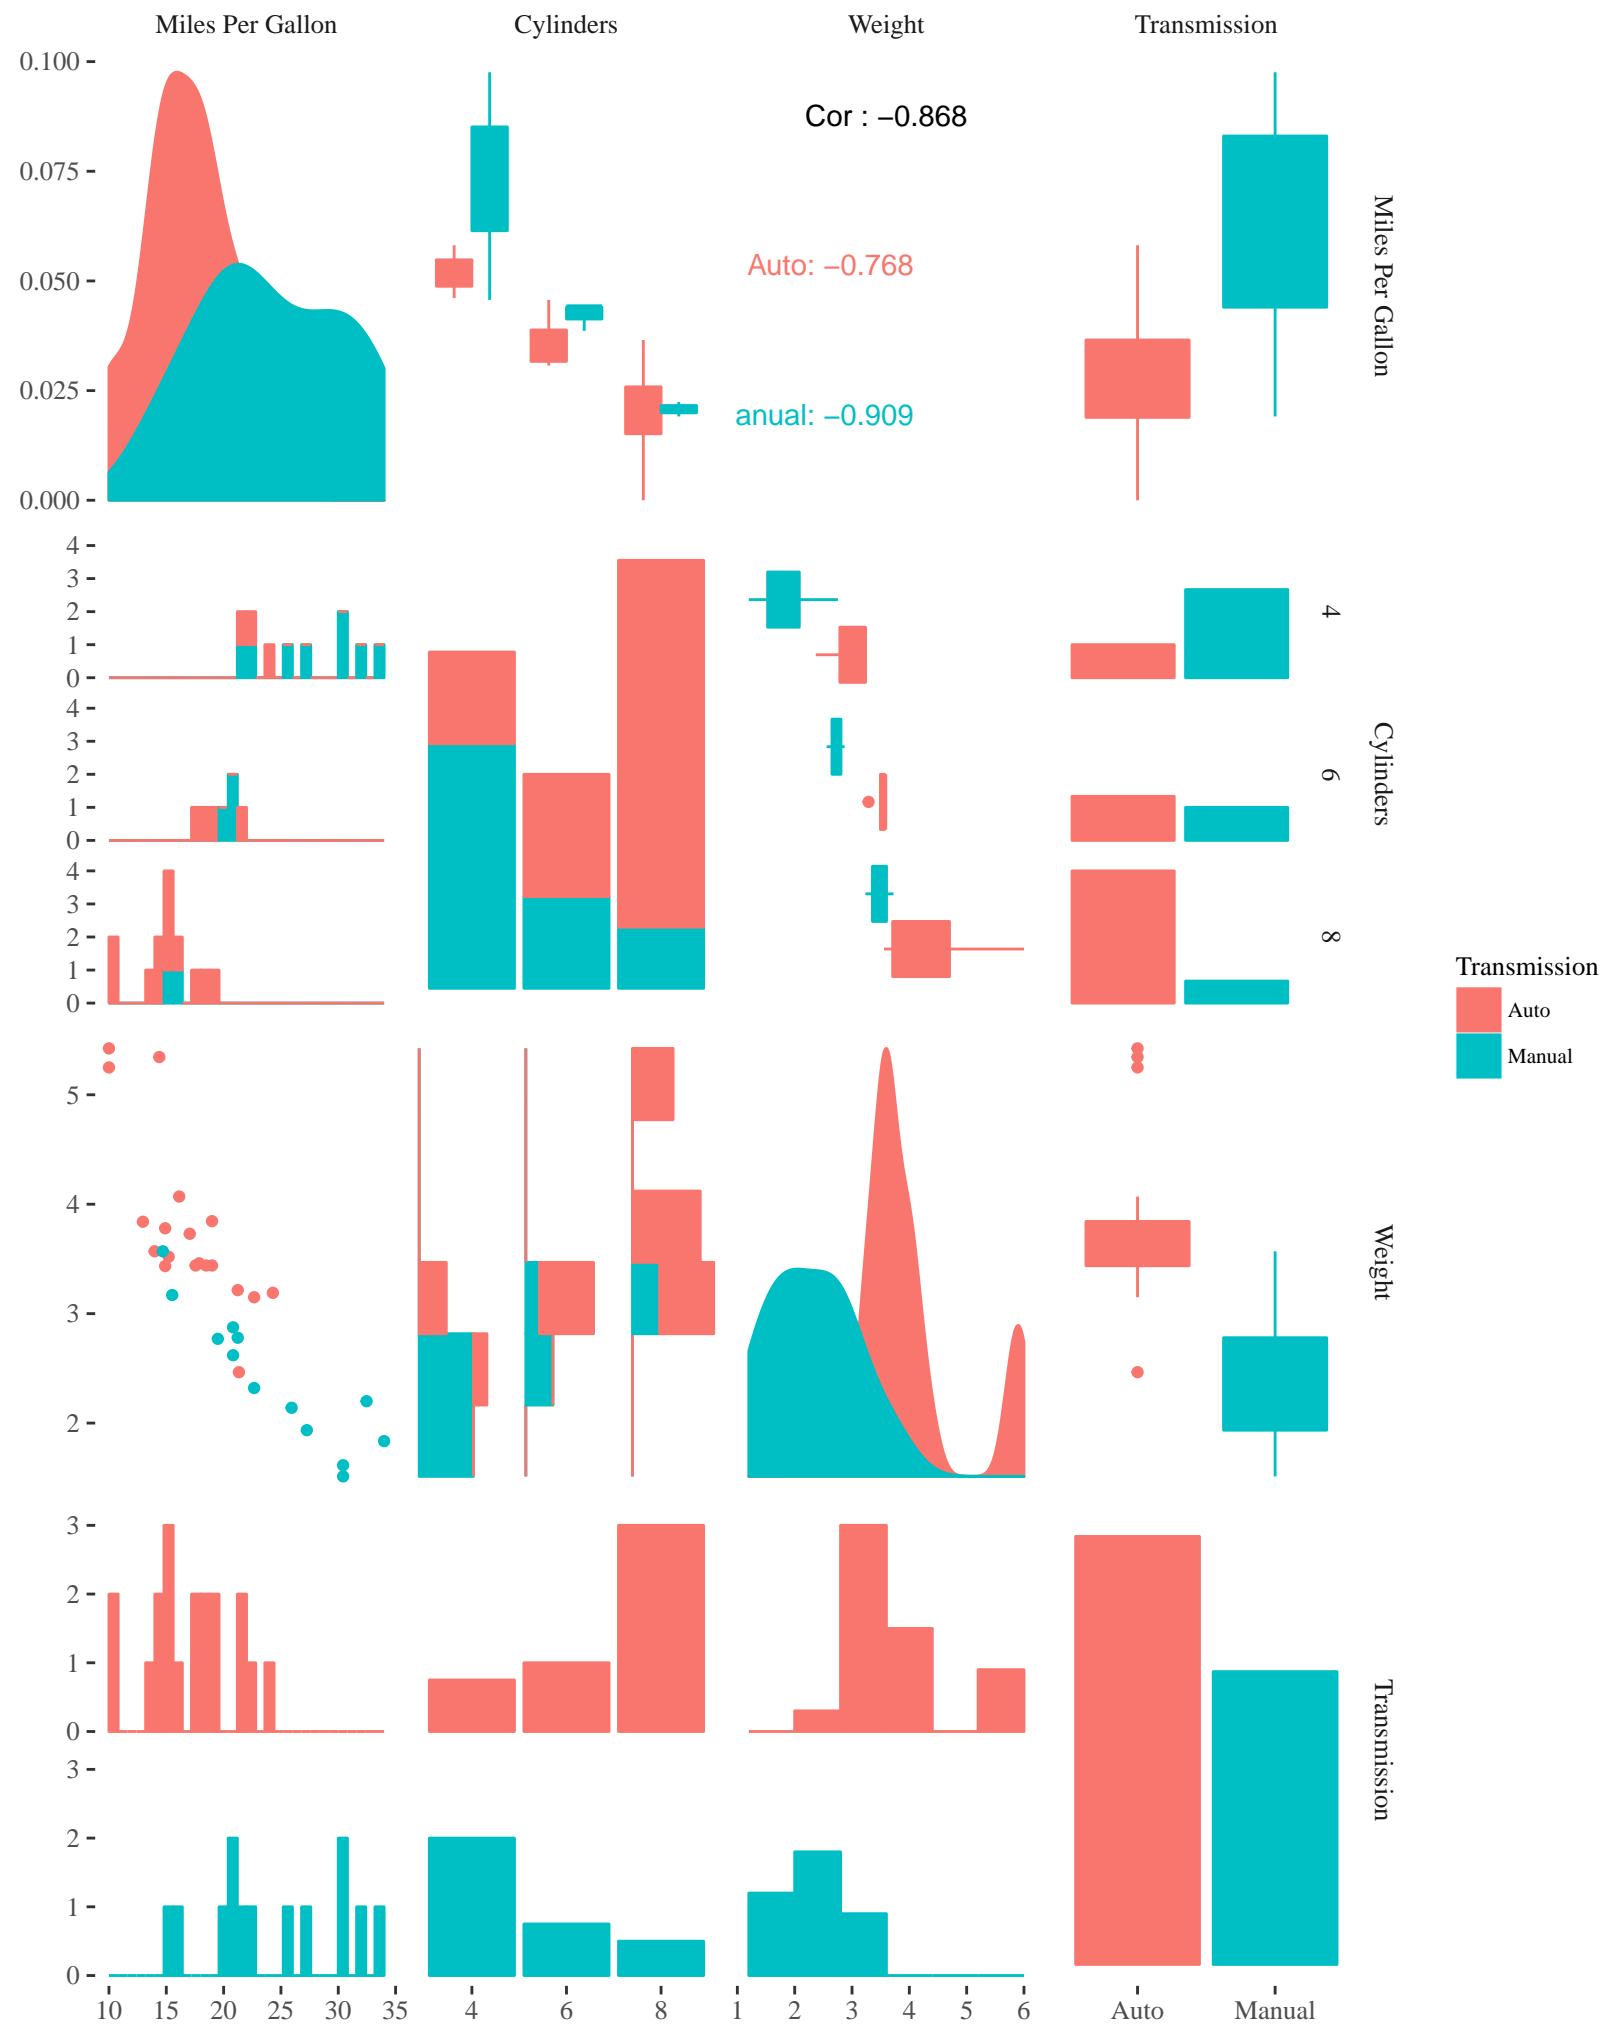 Miles Per Gallon Cylinders Weight Transmission
0.100
Cor : −0.868
0.075
Miles Per Gallon
Auto: −0.768
0.050
0.025
anual: −0.909
0.000
4
3
2
1
0
4
4
3
2
1
0
6
Cylinders
4
3
2
1
0
8
Transmission
Auto
Manual
5
4
3
2
Weight
3
2
1
0
Transmission
3
2
1
0
10 15 20 25 30 35 4 6 8 1 2 3 4 5 6 Auto Manual